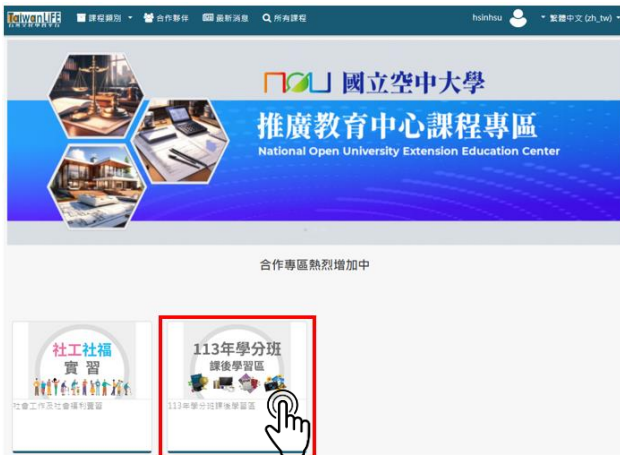 TaiwanLIFE
課程類別
合作夥伴
最新消息
所有課程
hsinhsu
繁體中文 (zh_tw)
nou 國立空中大學
推廣教育中心課程專區
National Open University Extension Education Center
合作專區熱烈增加中
社工社福
實習
社會工作及社會福利實習
113年學分班
課後學習區
113年學分班課後學習區